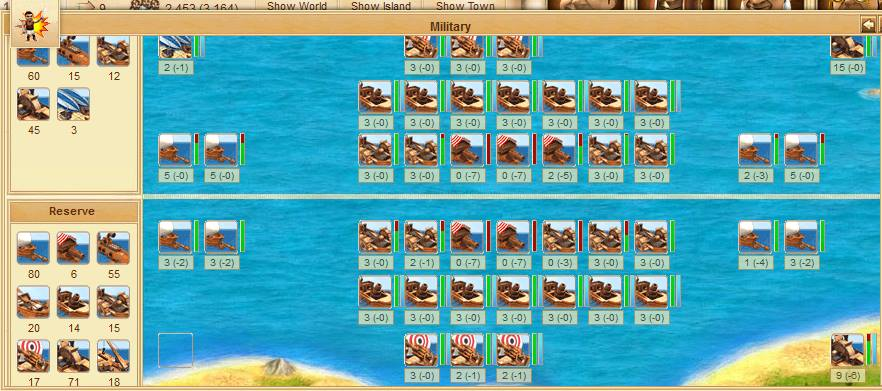 9 2,453 (3,164) Show World Show Island Show Town
Military
60 15 12
45 3
2 (-1) 3 (-0) 3 (-0) 3 (-0) 15 (-0)
3 (-0) 3 (-0) 3 (-0) 3 (-0) 3 (-0) 3 (-0) 3 (-0)
5 (-0) 5 (-0) 3 (-0) 3 (-0) 0 (-7) 0 (-7) 2 (-5) 3 (-0) 3 (-0) 2 (-3) 5 (-0)
Reserve
80 6 55
20 14 15
17 71 18
3 (-2) 3 (-2) 3 (-0) 2 (-1) 0 (-7) 0 (-7) 0 (-3) 3 (-0) 3 (-0) 1 (-4) 3 (-2)
3 (-0) 3 (-0) 3 (-0) 3 (-0) 3 (-0) 3 (-0) 3 (-0)
3 (-0) 2 (-1) 2 (-1) 9 (-6)